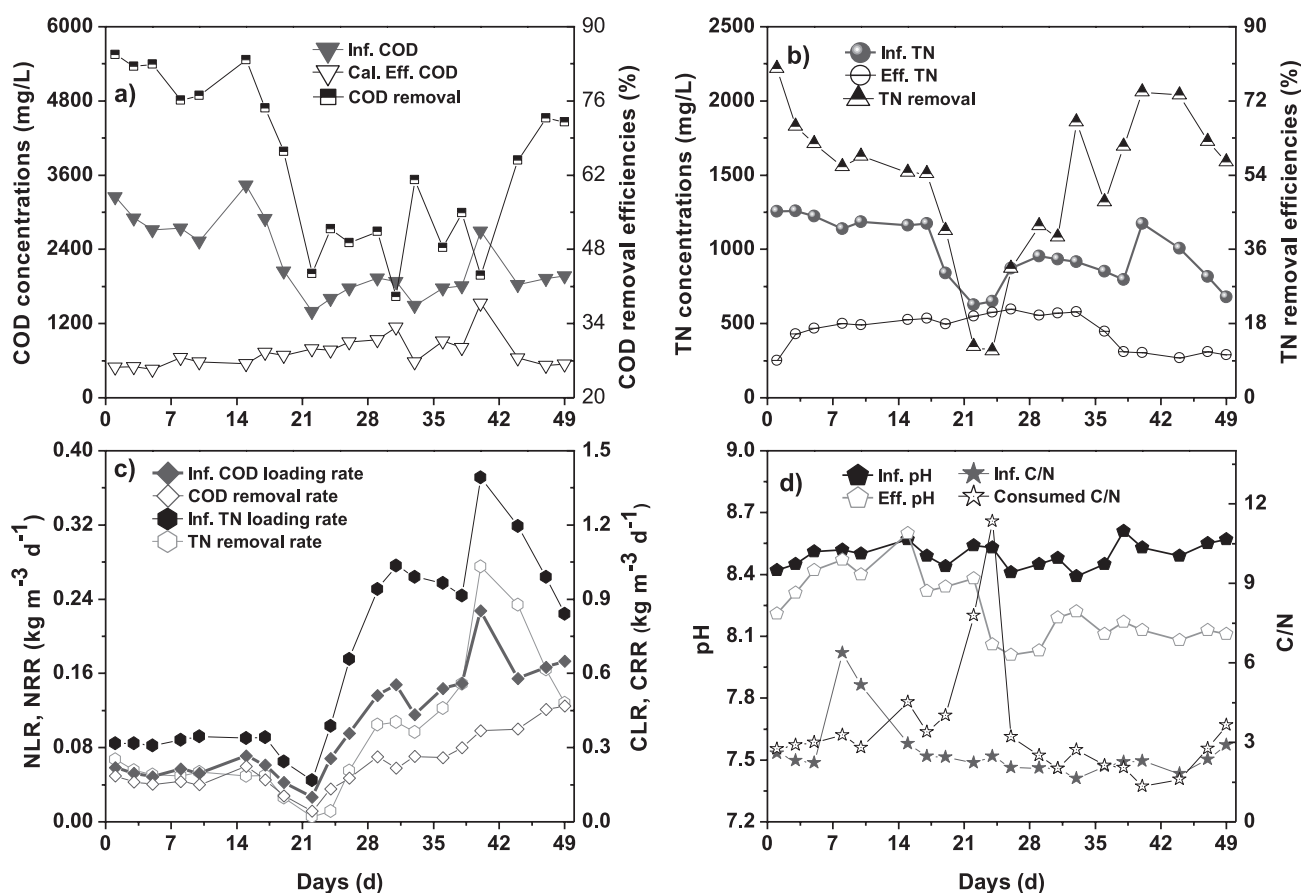 6000
4800
3600
2400
1200
0
COD concentrations (mg/L)
a)
Inf. COD
Cal. Eff. COD
COD removal
90
76
62
48
34
20
COD removal efficiencies (%)
0 7 14 21 28 35 42 49
2500
2000
1500
1000
500
0
TN concentrations (mg/L)
b)
Inf. TN
Eff. TN
TN removal
90
72
54
36
18
0
TN removal efficiencies (%)
0 7 14 21 28 35 42 49
0.40
0.32
0.24
0.16
0.08
0.00
NLR, NRR (kg m⁻³ d⁻¹)
c)
Inf. COD loading rate
COD removal rate
Inf. TN loading rate
TN removal rate
1.5
1.2
0.9
0.6
0.3
0.0
CLR, CRR (kg m⁻³ d⁻¹)
0 7 14 21 28 35 42 49
Days (d)
9.0
8.7
8.4
8.1
7.8
7.5
7.2
pH
d)
Inf. pH
Eff. pH
Inf. C/N
Consumed C/N
12
9
6
3
0
C/N
0 7 14 21 28 35 42 49
Days (d)